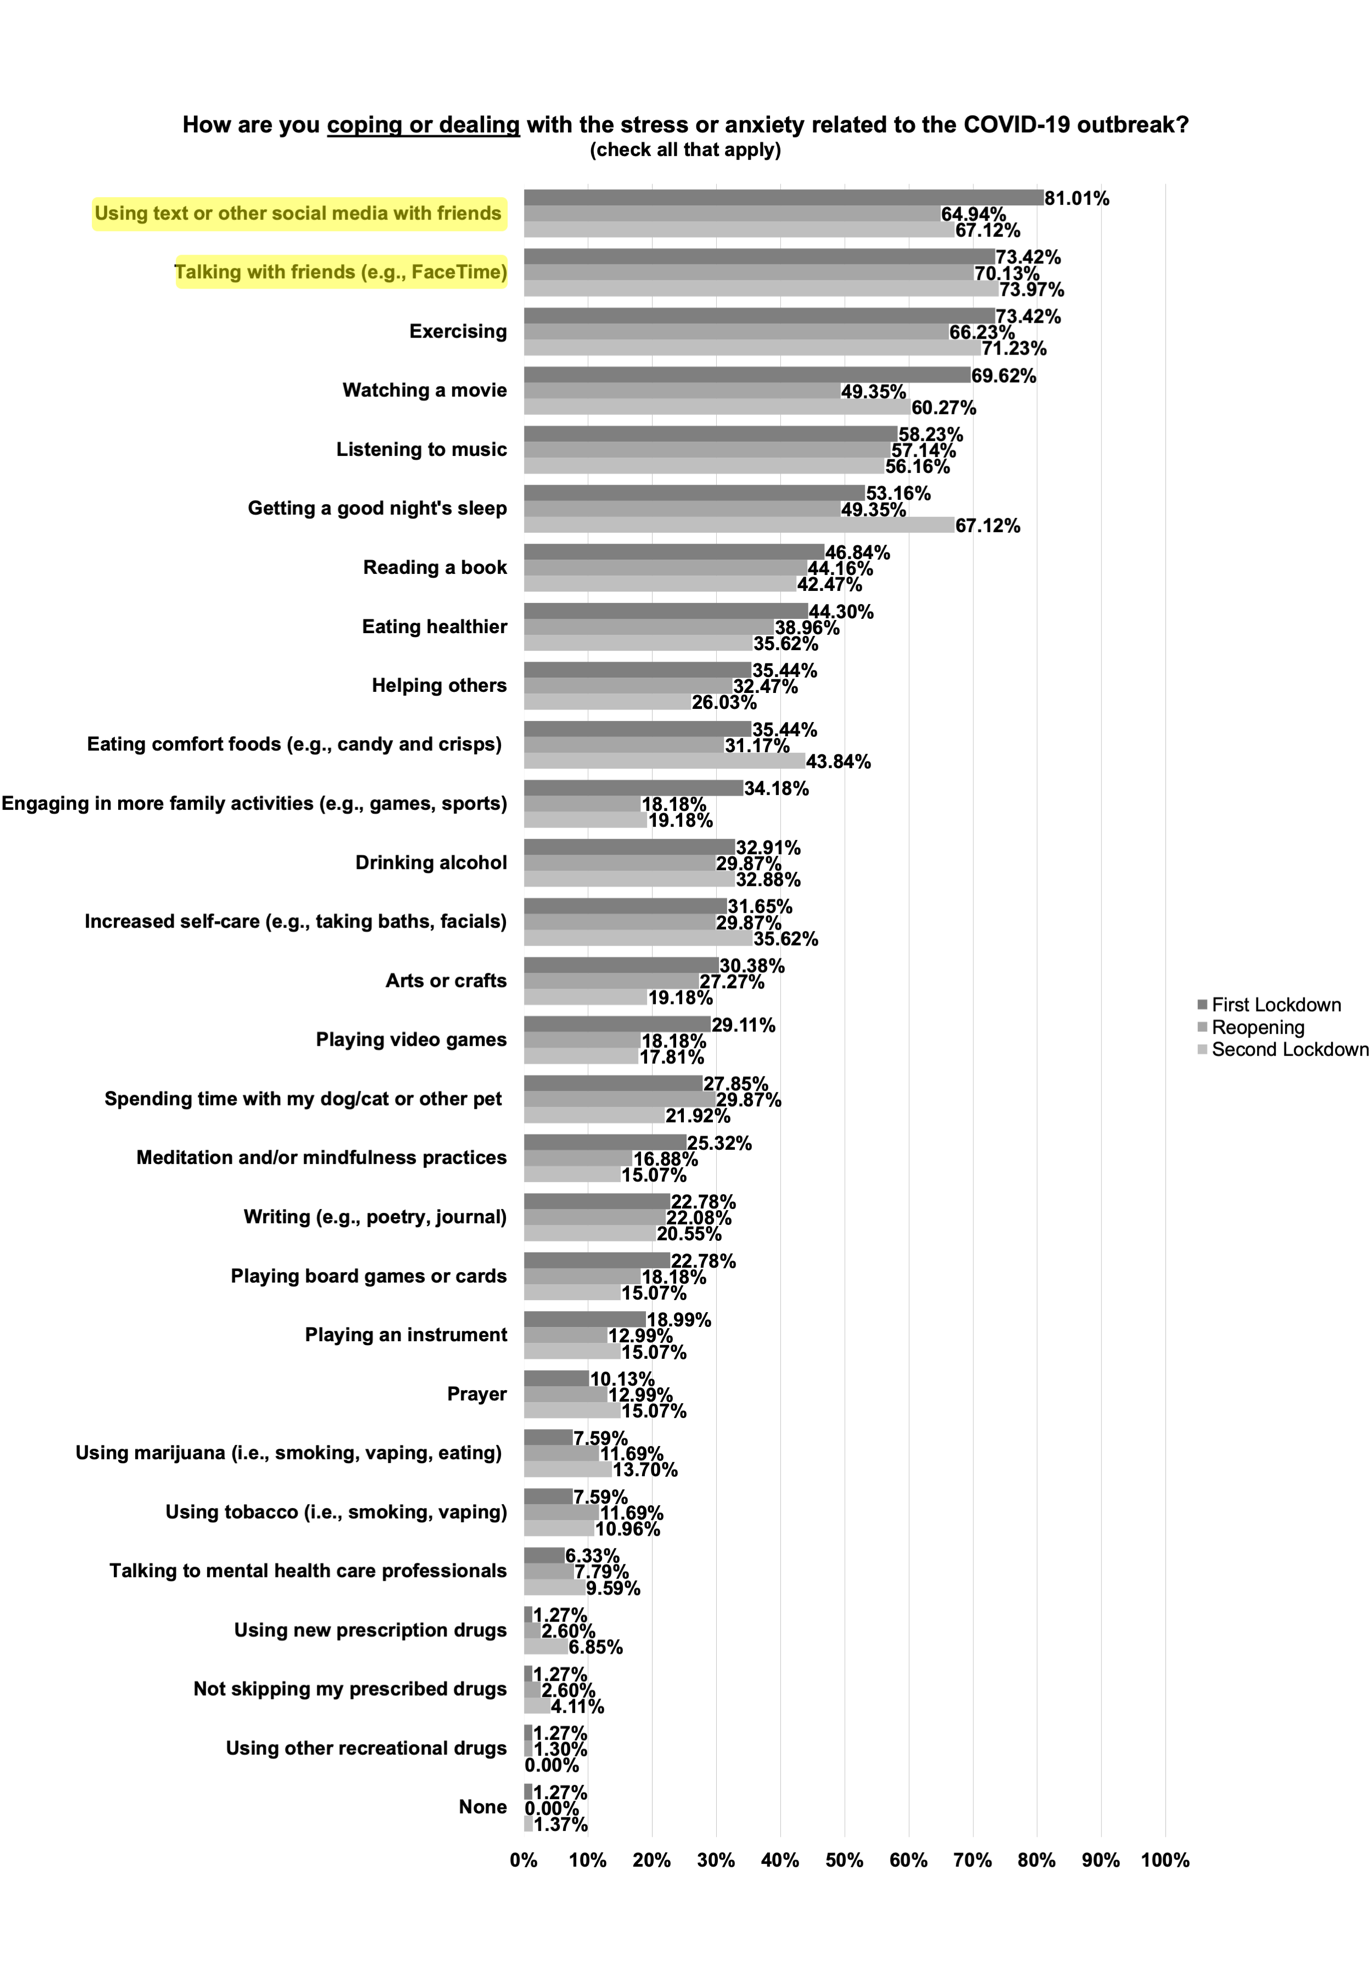 How are you coping or dealing with the stress or anxiety related to the COVID-19 outbreak?
(check all that apply)
Using text or other social media with friends
81.01%
64.94%
67.12%
Talking with friends (e.g., FaceTime)
73.42%
70.13%
73.97%
Exercising
73.42%
66.23%
71.23%
Watching a movie
69.62%
49.35%
60.27%
Listening to music
58.23%
57.14%
56.16%
Getting a good night's sleep
53.16%
49.35%
67.12%
Reading a book
46.84%
44.16%
42.47%
Eating healthier
44.30%
38.96%
35.62%
Helping others
35.44%
32.47%
26.03%
Eating comfort foods (e.g., candy and crisps)
35.44%
31.17%
43.84%
Engaging in more family activities (e.g., games, sports)
34.18%
18.18%
19.18%
Drinking alcohol
32.91%
29.87%
32.88%
Increased self-care (e.g., taking baths, facials)
31.65%
29.87%
35.62%
Arts or crafts
30.38%
27.27%
19.18%
Playing video games
29.11%
18.18%
17.81%
Spending time with my dog/cat or other pet
27.85%
29.87%
21.92%
Meditation and/or mindfulness practices
25.32%
16.88%
15.07%
Writing (e.g., poetry, journal)
22.78%
22.08%
20.55%
Playing board games or cards
22.78%
18.18%
15.07%
Playing an instrument
18.99%
12.99%
15.07%
Prayer
10.13%
12.99%
15.07%
Using marijuana (i.e., smoking, vaping, eating)
7.59%
11.69%
13.70%
Using tobacco (i.e., smoking, vaping)
7.59%
11.69%
10.96%
Talking to mental health care professionals
6.33%
7.79%
9.59%
Using new prescription drugs
1.27%
2.60%
6.85%
Not skipping my prescribed drugs
1.27%
2.60%
4.11%
Using other recreational drugs
1.27%
1.30%
0.00%
None
1.27%
0.00%
1.37%
0% 10% 20% 30% 40% 50% 60% 70% 80% 90% 100%
First Lockdown
Reopening
Second Lockdown